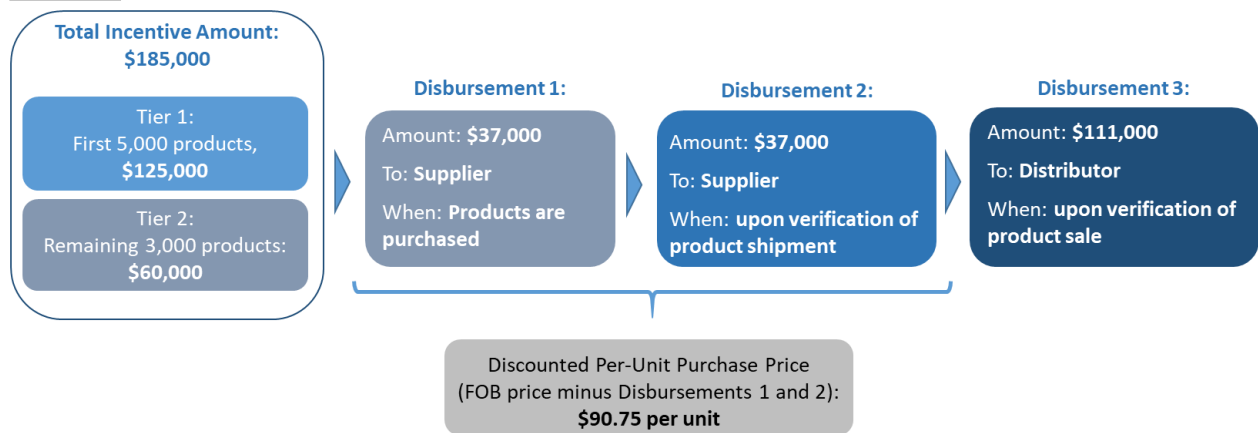 Total Incentive Amount:
$185,000
Tier 1:
First 5,000 products,
$125,000
Tier 2:
Remaining 3,000 products:
$60,000
Disbursement 1:
Amount: $37,000
To: Supplier
When: Products are
purchased
Disbursement 2:
Amount: $37,000
To: Supplier
When: upon verification of
product shipment
Disbursement 3:
Amount: $111,000
To: Distributor
When: upon verification of
product sale
Discounted Per-Unit Purchase Price
(FOB price minus Disbursements 1 and 2):
$90.75 per unit